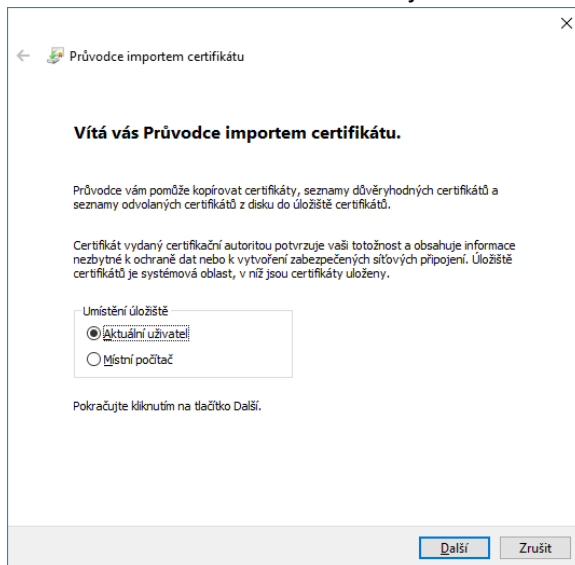 Průvodce importem certifikátu
Vítá vás Průvodce importem certifikátu.
Průvodce vám pomůže kopírovat certifikáty, seznamy důvěryhodných certifikátů a
seznamy odvolaných certifikátů z disku do úložiště certifikátů.
Certifikát vydaný certifikační autoritou potvrzuje vaši totožnost a obsahuje informace
nezbytné k ochraně dat nebo k vytvoření zabezpečených síťových připojení. Úložiště
certifikátů je systémová oblast, v níž jsou certifikáty uloženy.
Umístění úložiště
Aktuální uživatel
Místní počítač
Pokračujte kliknutím na tlačítko Další.
Další
Zrušit